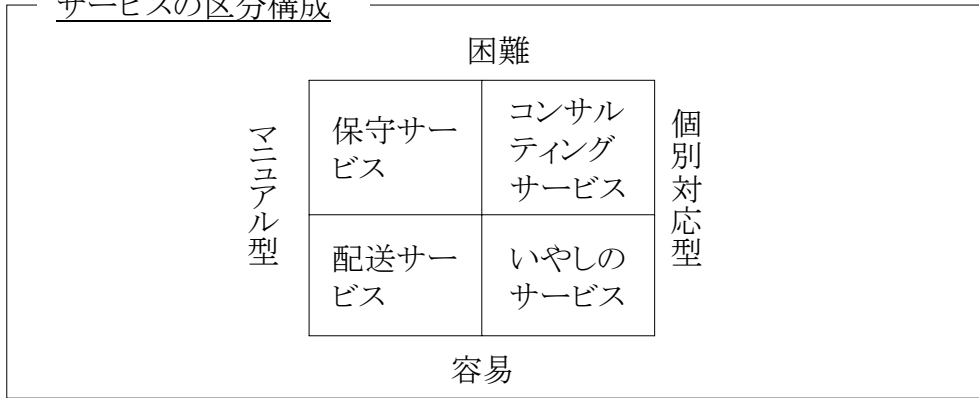 サービスの区分構成
困難
マニュアル型
保守サー
ビス
コンサル
ティング
サービス
個別対応型
配送サー
ビス
いやしの
サービス
容易